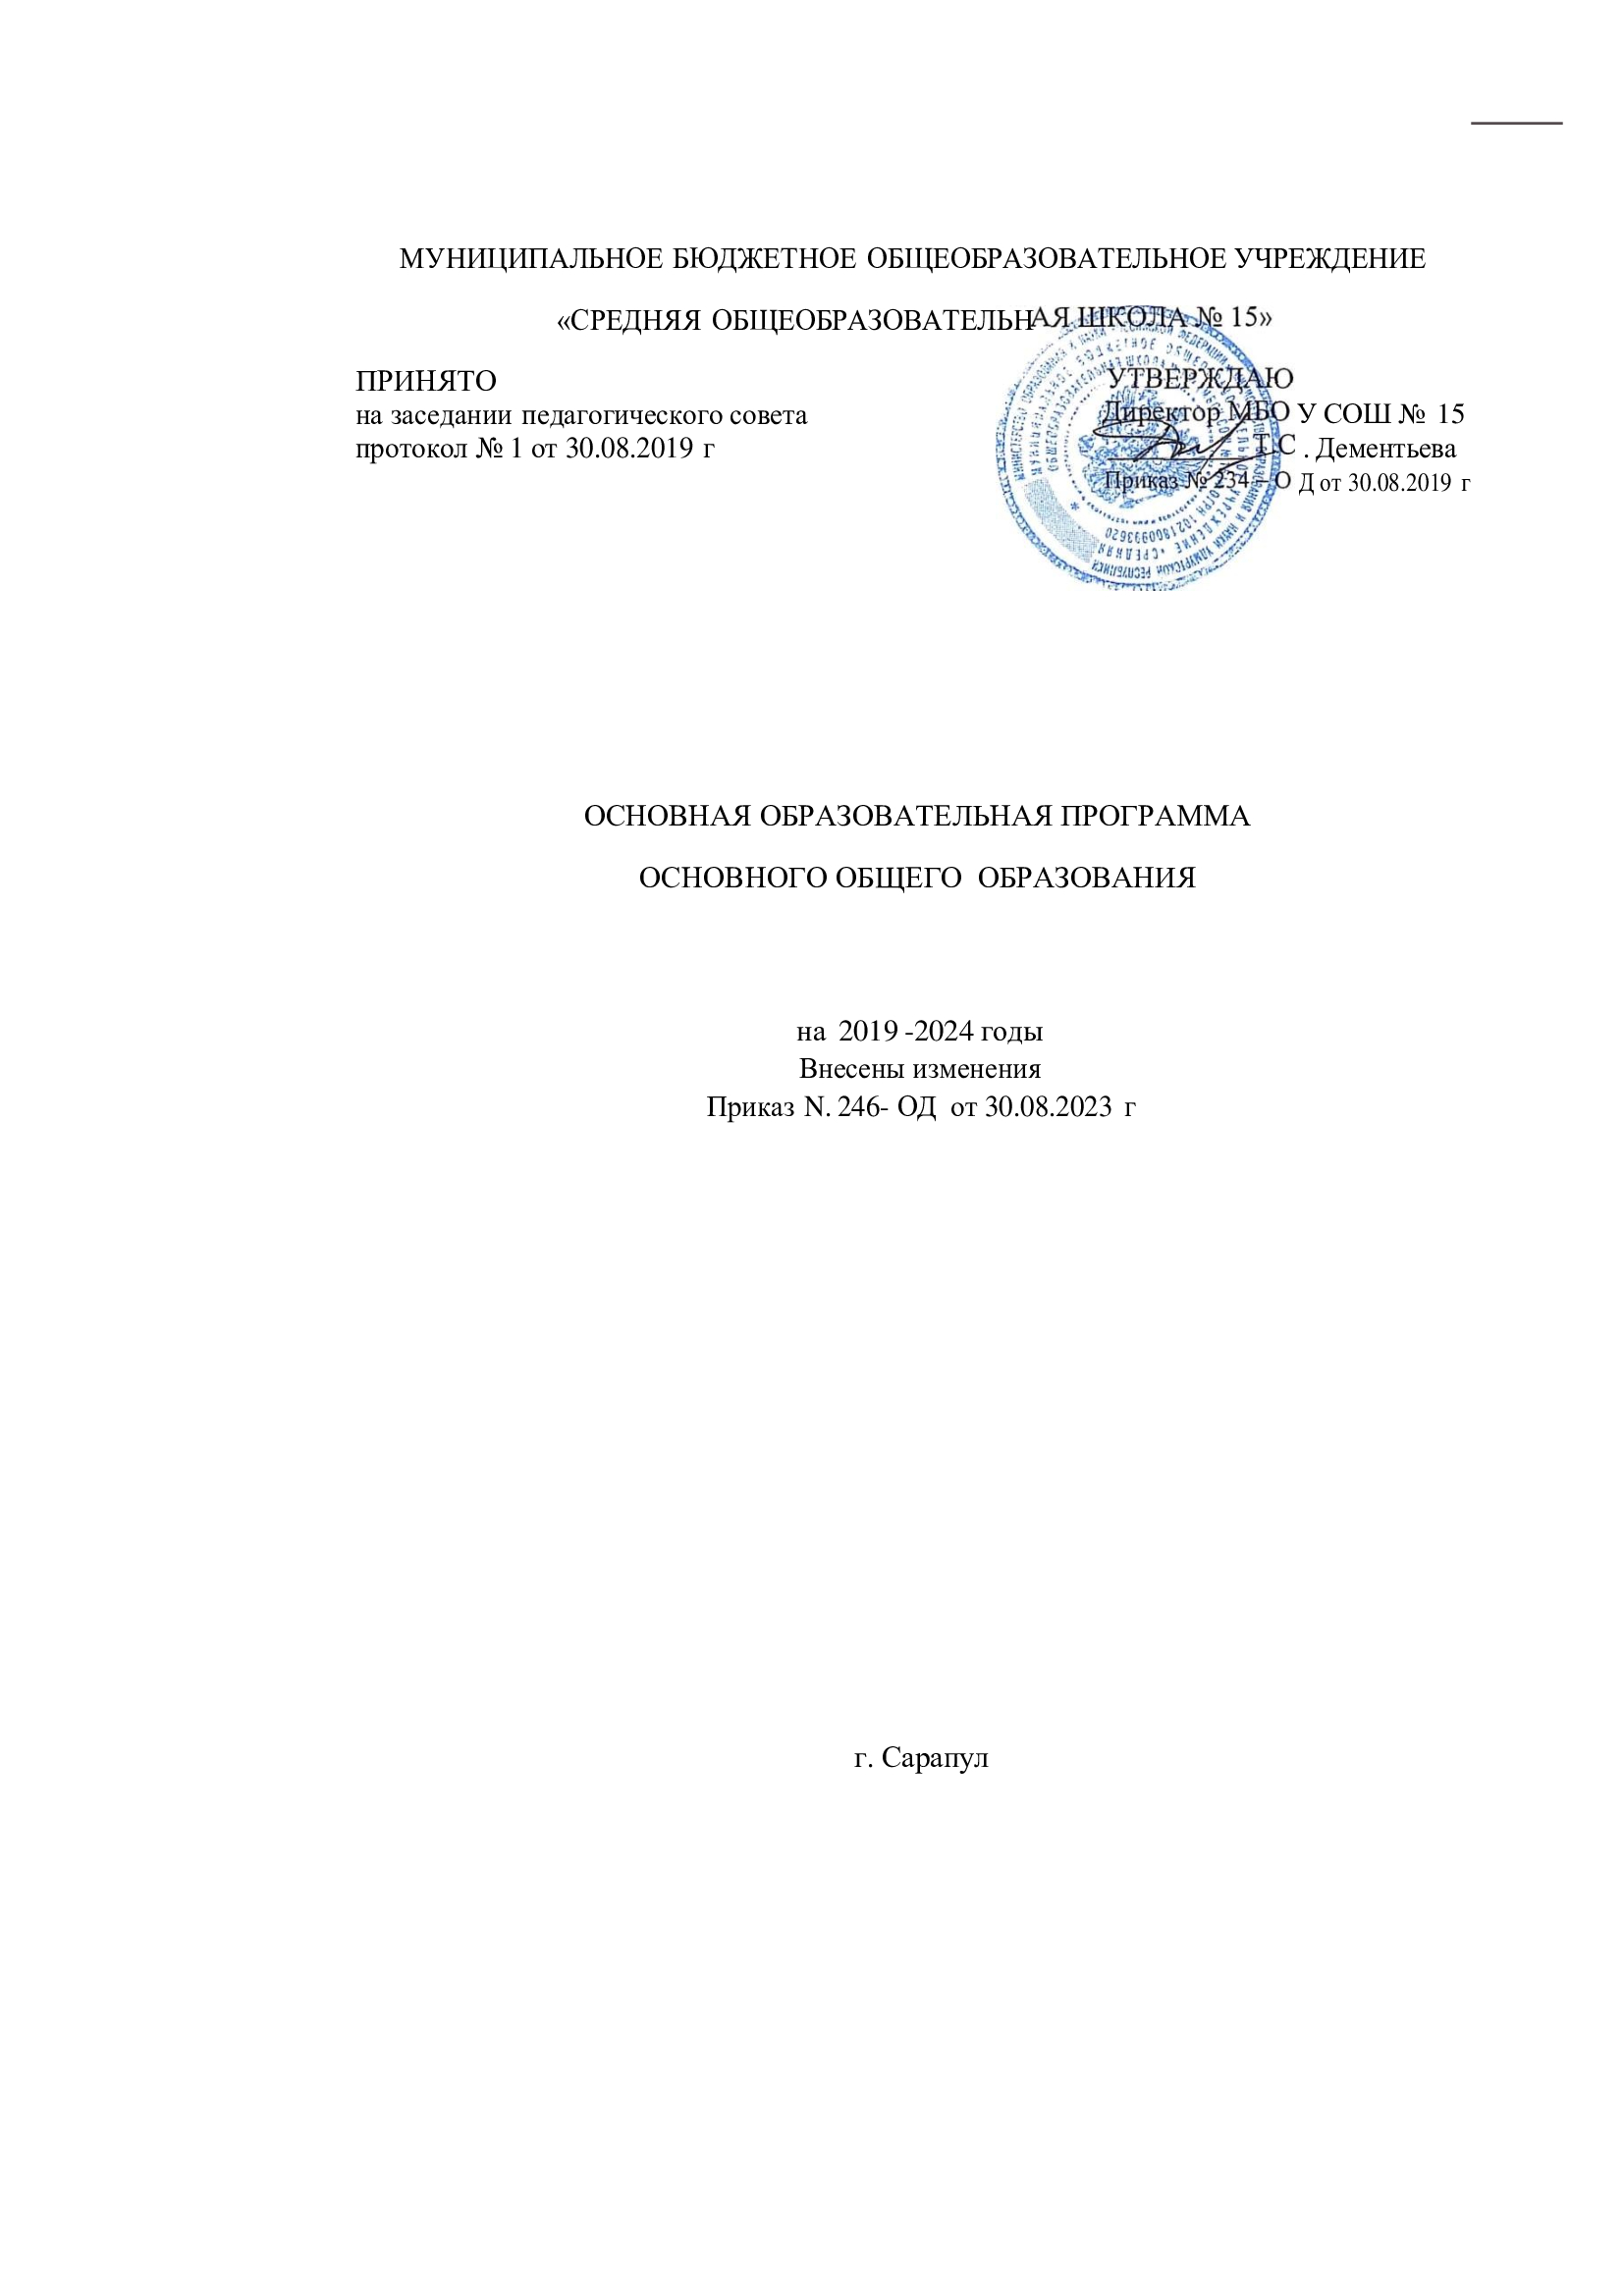 МУНИЦИПАЛЬНОЕ БЮДЖЕТНОЕ ОБЩЕОБРАЗОВАТЕЛЬНОЕ УЧРЕЖДЕНИЕ
«СРЕДНЯЯ ОБЩЕОБРАЗОВАТЕЛЬНАЯ ШКОЛА № 15»
ПРИНЯТО
на заседании педагогического совета
протокол № 1 от 30.08.2019 г
УТВЕРЖДАЮ
Директор МБОУ СОШ № 15
Т.С. Дементьева
Приказ № 234 – ОД от 30.08.2019 г
ОСНОВНАЯ ОБРАЗОВАТЕЛЬНАЯ ПРОГРАММА
ОСНОВНОГО ОБЩЕГО ОБРАЗОВАНИЯ
на 2019 -2024 годы
Внесены изменения
Приказ N. 246- ОД от 30.08.2023 г
г. Сарапул